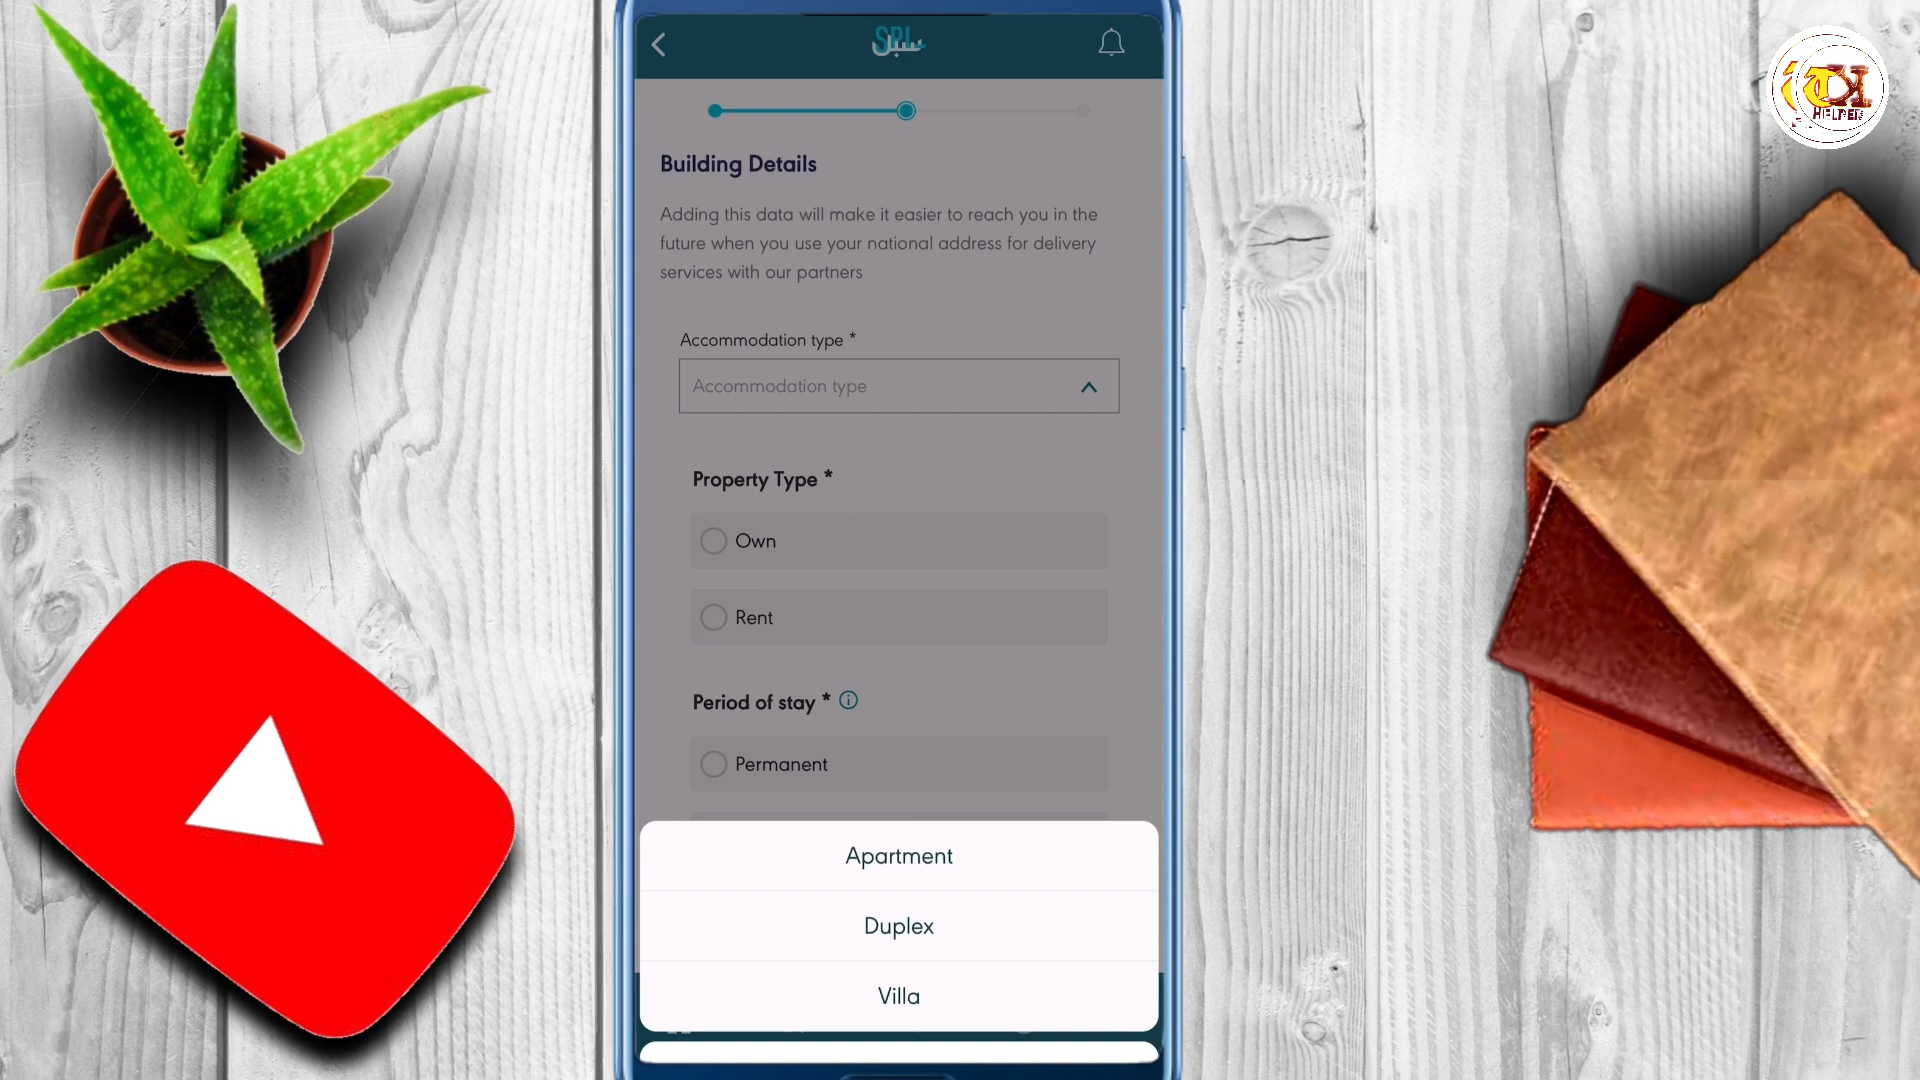 SPL
سبل
Building Details
Adding this data will make it easier to reach you in the
future when you use your national address for delivery
services with our partners
Accommodation type *
Accommodation type
Property Type *
Own
Rent
Period of stay *
Permanent
Apartment
Duplex
Villa
HELPER